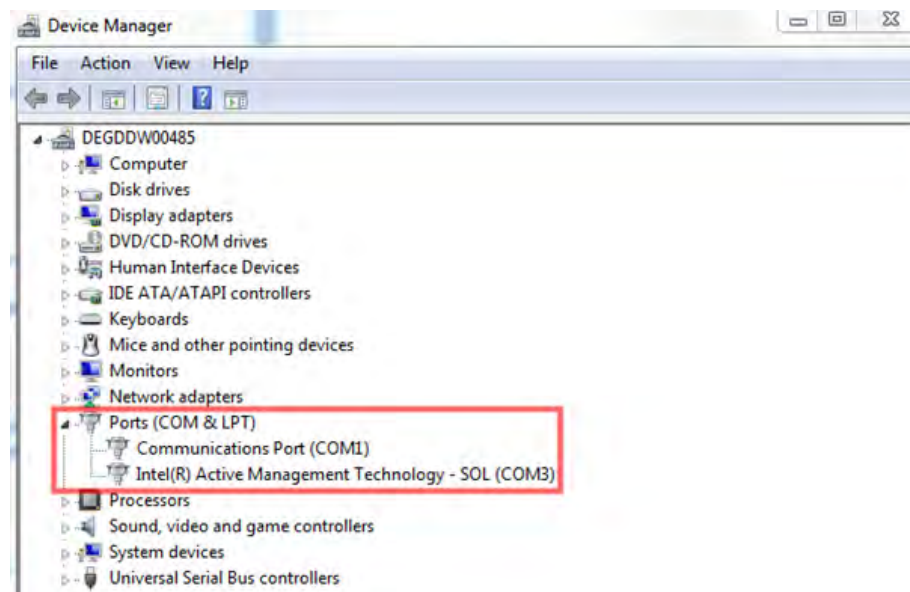 Device Manager
File Action View Help
DEGDDW00485
Computer
Disk drives
Display adapters
DVD/CD-ROM drives
Human Interface Devices
IDE ATA/ATAPI controllers
Keyboards
Mice and other pointing devices
Monitors
Network adapters
Ports (COM & LPT)
Communications Port (COM1)
Intel(R) Active Management Technology - SOL (COM3)
Processors
Sound, video and game controllers
System devices
Universal Serial Bus controllers